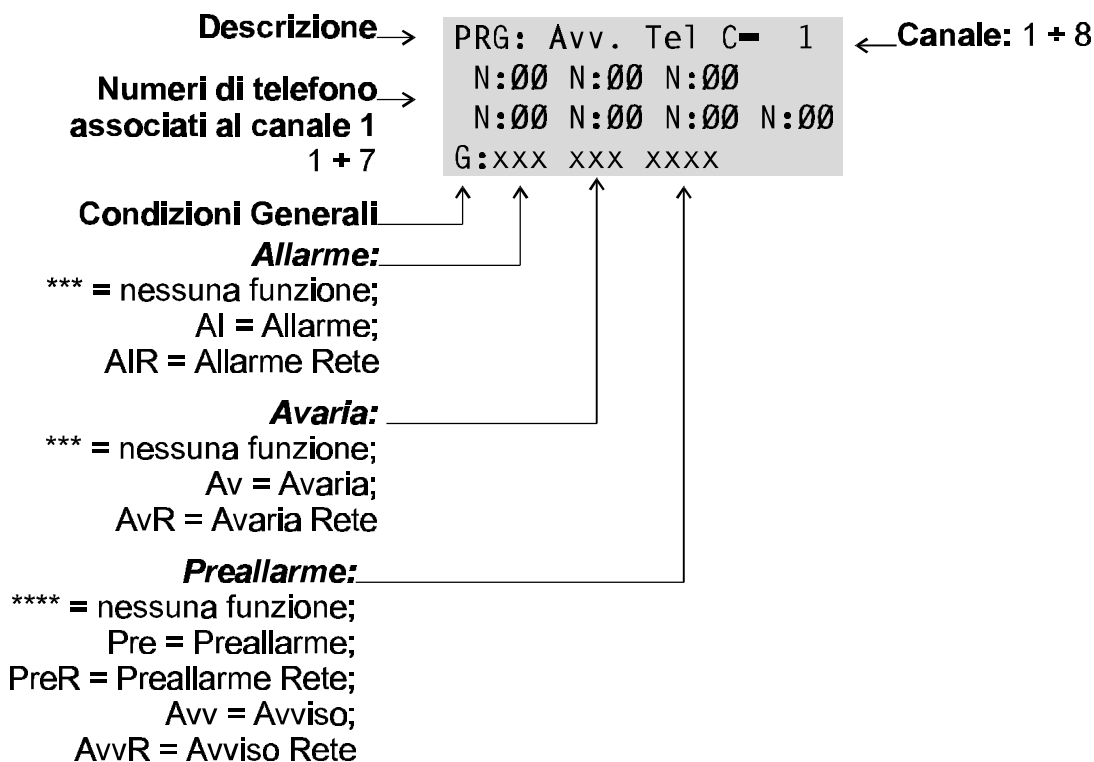 Descrizione
PRG: Avv. Tel C- 1
Canale: 1 ÷ 8
Numeri di telefono
associati al canale 1
1 ÷ 7
N:00 N:00 N:00
N:00 N:00 N:00 N:00
G:xxx xxx xxxx
Condizioni Generali
Allarme:
*** = nessuna funzione;
Al = Allarme;
AlR = Allarme Rete
Avaria:
*** = nessuna funzione;
Av = Avaria;
AvR = Avaria Rete
Preallarme:
**** = nessuna funzione;
Pre = Preallarme;
PreR = Preallarme Rete;
Avv = Avviso;
AvvR = Avviso Rete